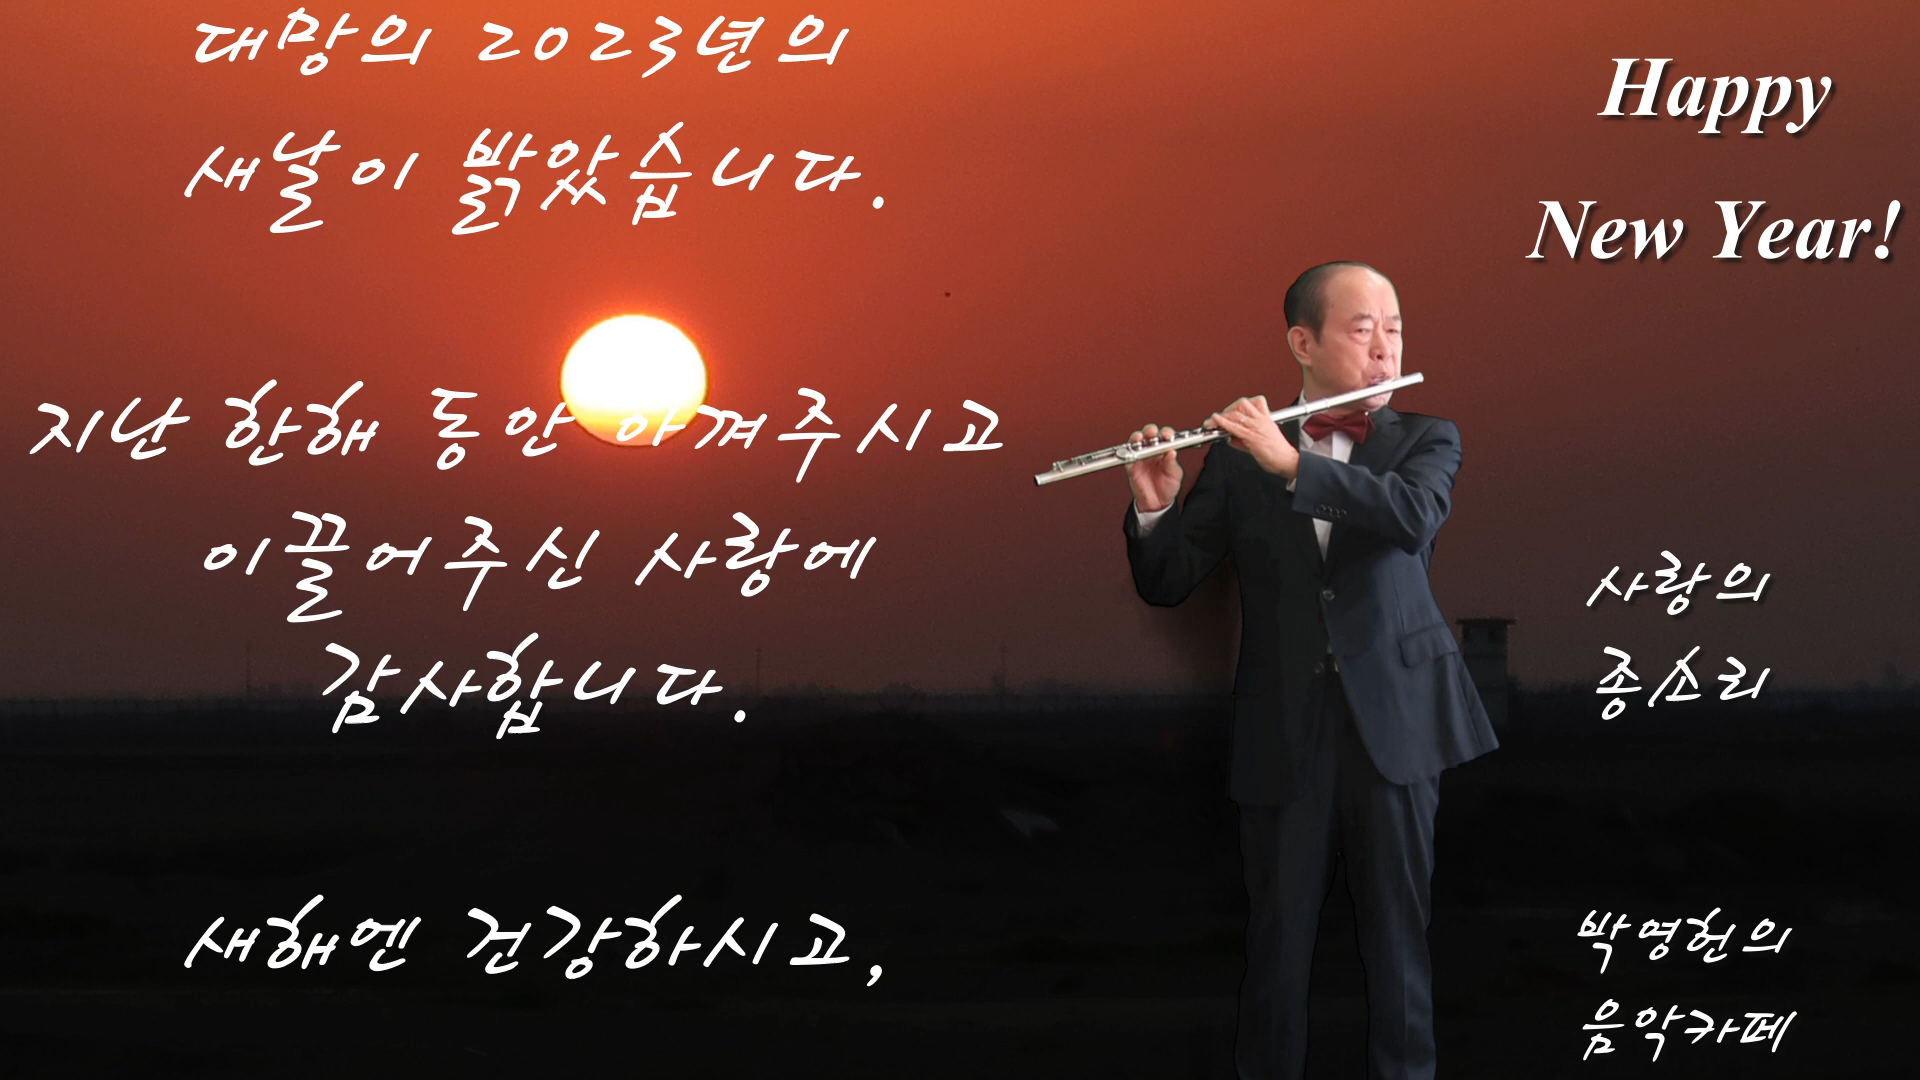 대망의 2023년의
새날이 밝았습니다.
지난 한해 동안 아껴주시고
이끌어주신 사랑에
감사합니다.
새해엔 건강하시고,
Happy
New Year!
사랑의
종소리
박영헌의
음악카페